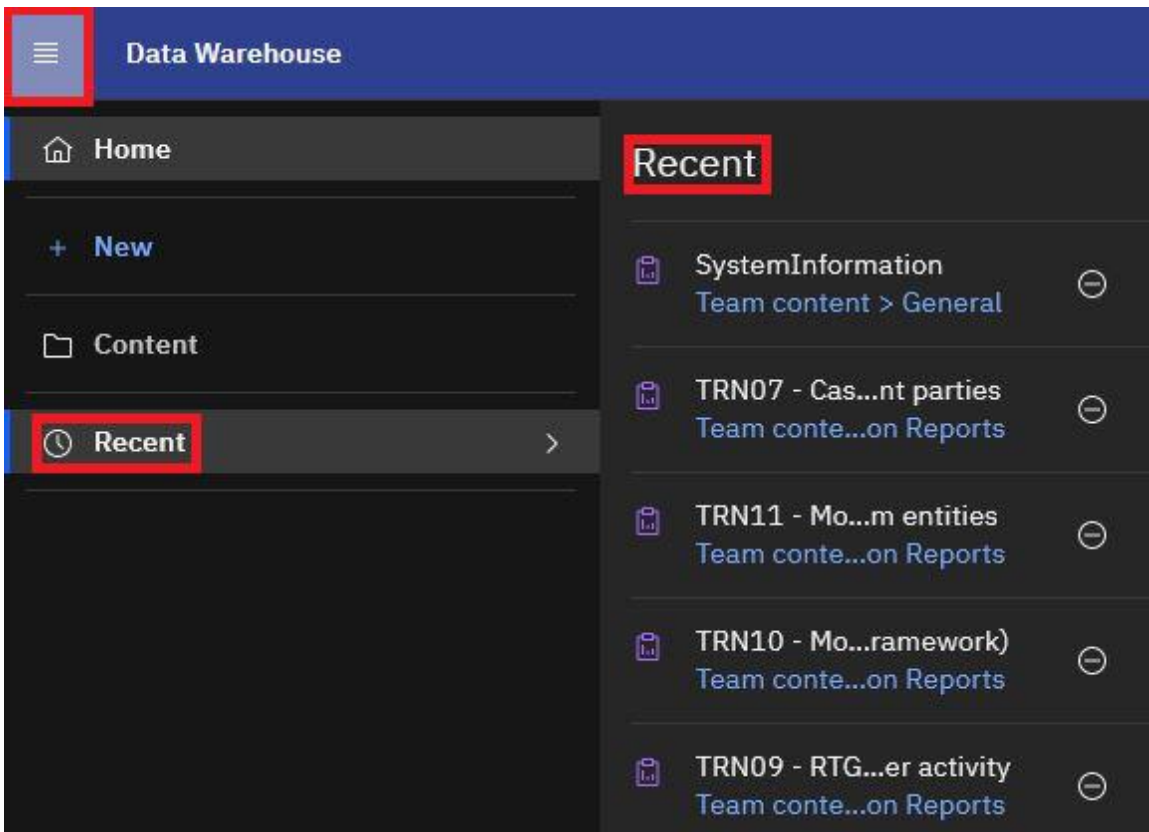 Data Warehouse
Home
New
Content
Recent
Recent
SystemInformation
Team content > General
TRN07 - Cas...nt parties
Team conte...on Reports
TRN11 - Mo...m entities
Team conte...on Reports
TRN10 - Mo...ramework)
Team conte...on Reports
TRN09 - RTG...er activity
Team conte...on Reports